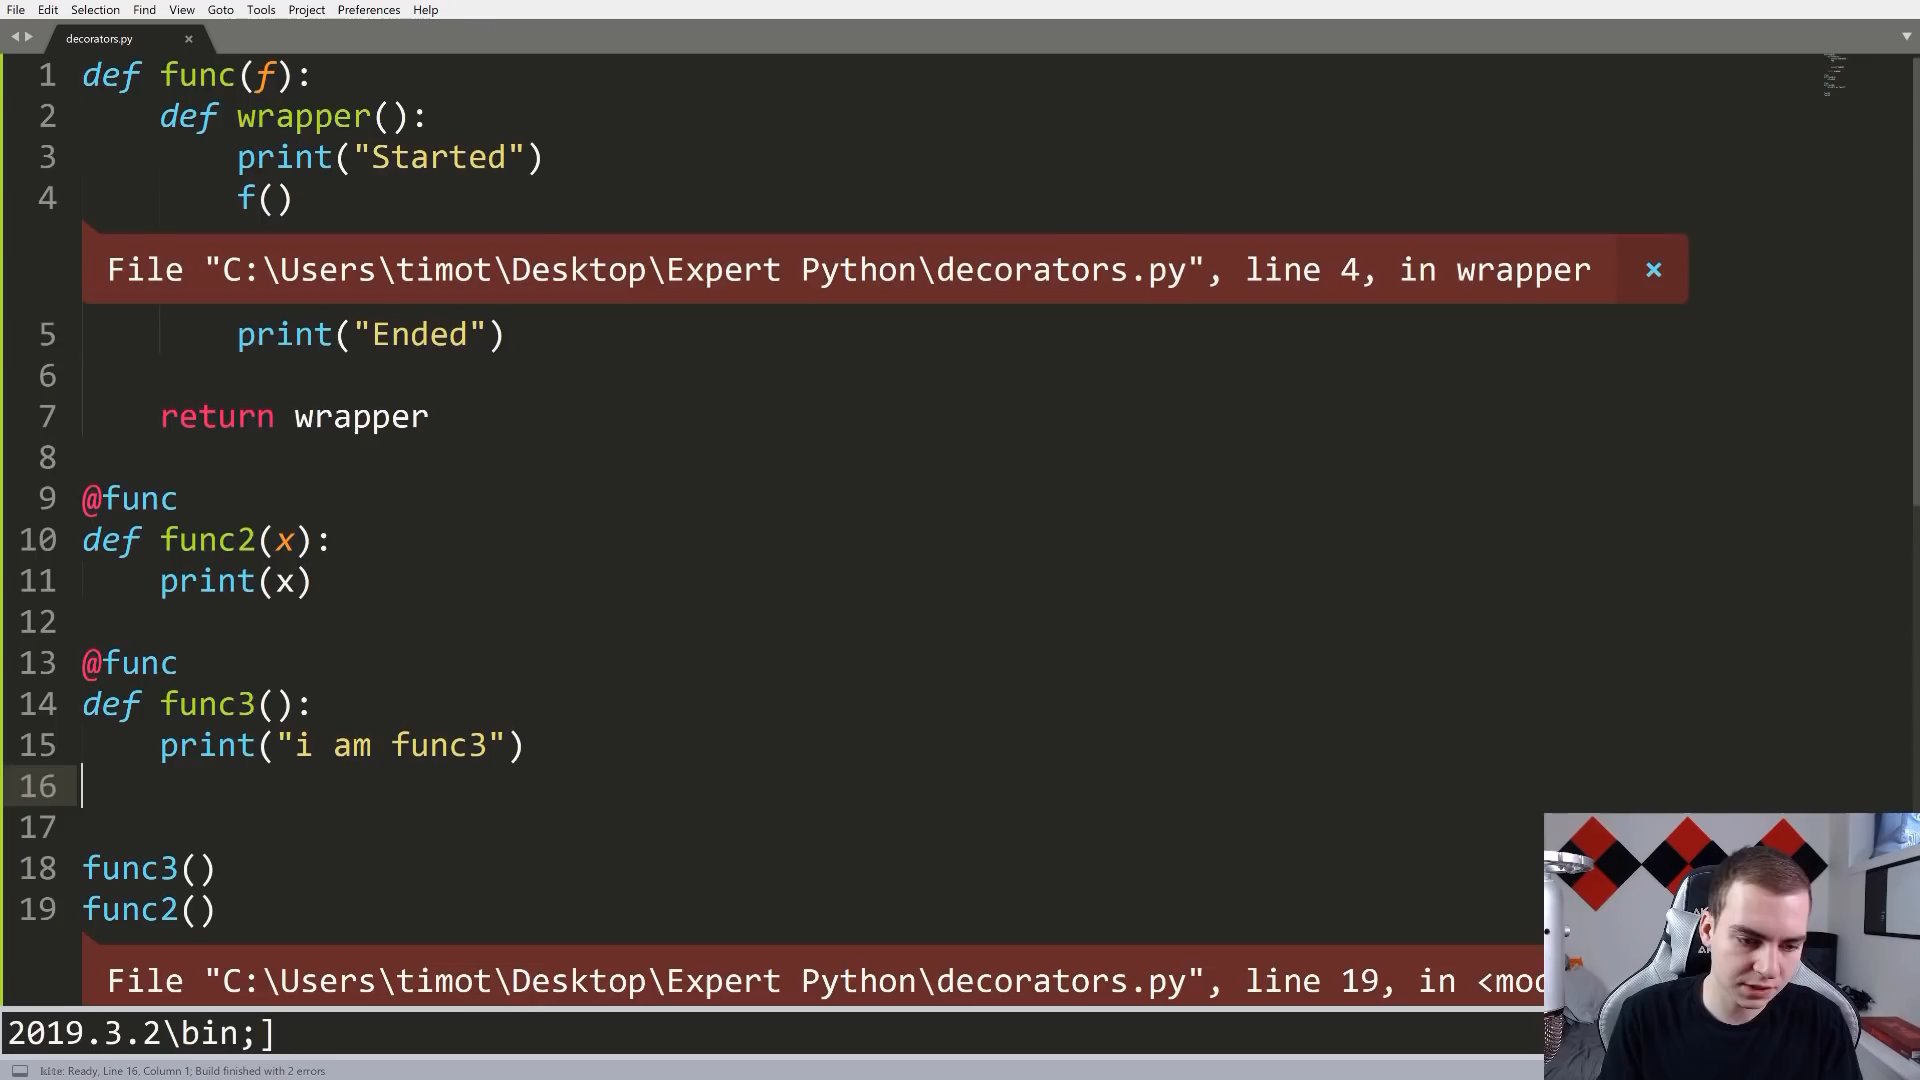 File Edit Selection Find View Goto Tools Project Preferences Help
decorators.py ×
1 def func(f):
2 def wrapper():
3 print("Started")
4 f()
File "C:\Users\timot\Desktop\Expert Python\decorators.py", line 4, in wrapper ×
5 print("Ended")
6
7 return wrapper
8
9 @func
10 def func2(x):
11 print(x)
12
13 @func
14 def func3():
15 print("i am func3")
16
17
18 func3()
19 func2()
File "C:\Users\timot\Desktop\Expert Python\decorators.py", line 19, in <mod
2019.3.2\bin;]
Ready, Line 16, Column 1; Build finished with 2 errors